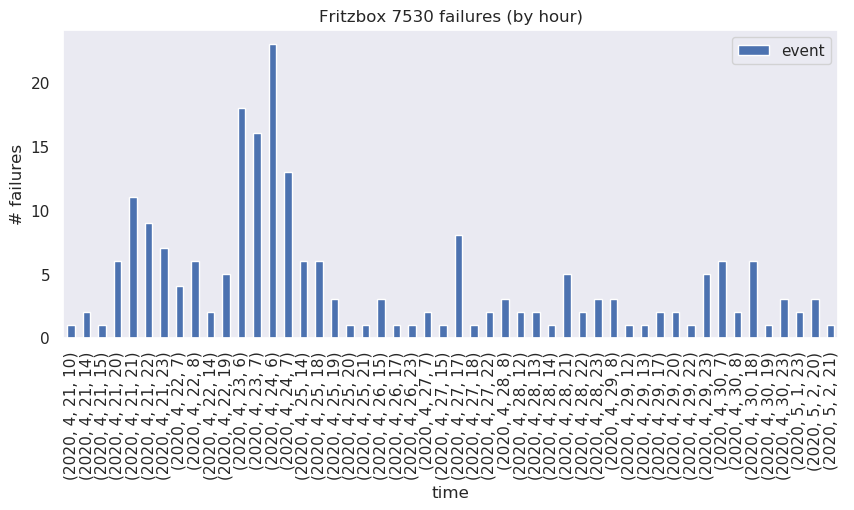 Fritzbox 7530 failures (by hour)
event
# failures
20
15
10
5
0
(2020, 4, 21, 10)
(2020, 4, 21, 14)
(2020, 4, 21, 15)
(2020, 4, 21, 20)
(2020, 4, 21, 21)
(2020, 4, 21, 22)
(2020, 4, 21, 23)
(2020, 4, 22, 7)
(2020, 4, 22, 8)
(2020, 4, 22, 14)
(2020, 4, 22, 19)
(2020, 4, 23, 6)
(2020, 4, 23, 7)
(2020, 4, 24, 6)
(2020, 4, 24, 7)
(2020, 4, 25, 14)
(2020, 4, 25, 18)
(2020, 4, 25, 19)
(2020, 4, 25, 20)
(2020, 4, 25, 21)
(2020, 4, 26, 15)
(2020, 4, 26, 17)
(2020, 4, 26, 23)
(2020, 4, 27, 7)
(2020, 4, 27, 15)
(2020, 4, 27, 17)
(2020, 4, 27, 18)
(2020, 4, 27, 22)
(2020, 4, 28, 8)
(2020, 4, 28, 12)
(2020, 4, 28, 13)
(2020, 4, 28, 14)
(2020, 4, 28, 21)
(2020, 4, 28, 22)
(2020, 4, 28, 23)
(2020, 4, 29, 8)
(2020, 4, 29, 12)
(2020, 4, 29, 13)
(2020, 4, 29, 17)
(2020, 4, 29, 20)
(2020, 4, 29, 22)
(2020, 4, 29, 23)
(2020, 4, 30, 7)
(2020, 4, 30, 8)
(2020, 4, 30, 18)
(2020, 4, 30, 19)
(2020, 4, 30, 23)
(2020, 5, 1, 23)
(2020, 5, 2, 20)
(2020, 5, 2, 21)
time